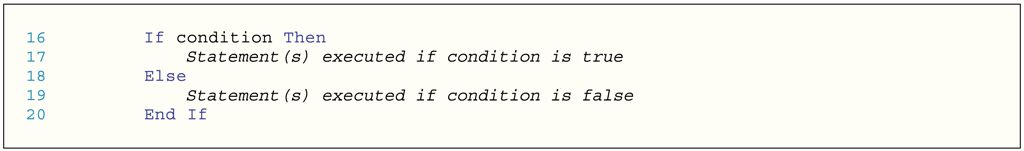 16 If condition Then
17 Statement(s) executed if condition is true
18 Else
19 Statement(s) executed if condition is false
20 End If